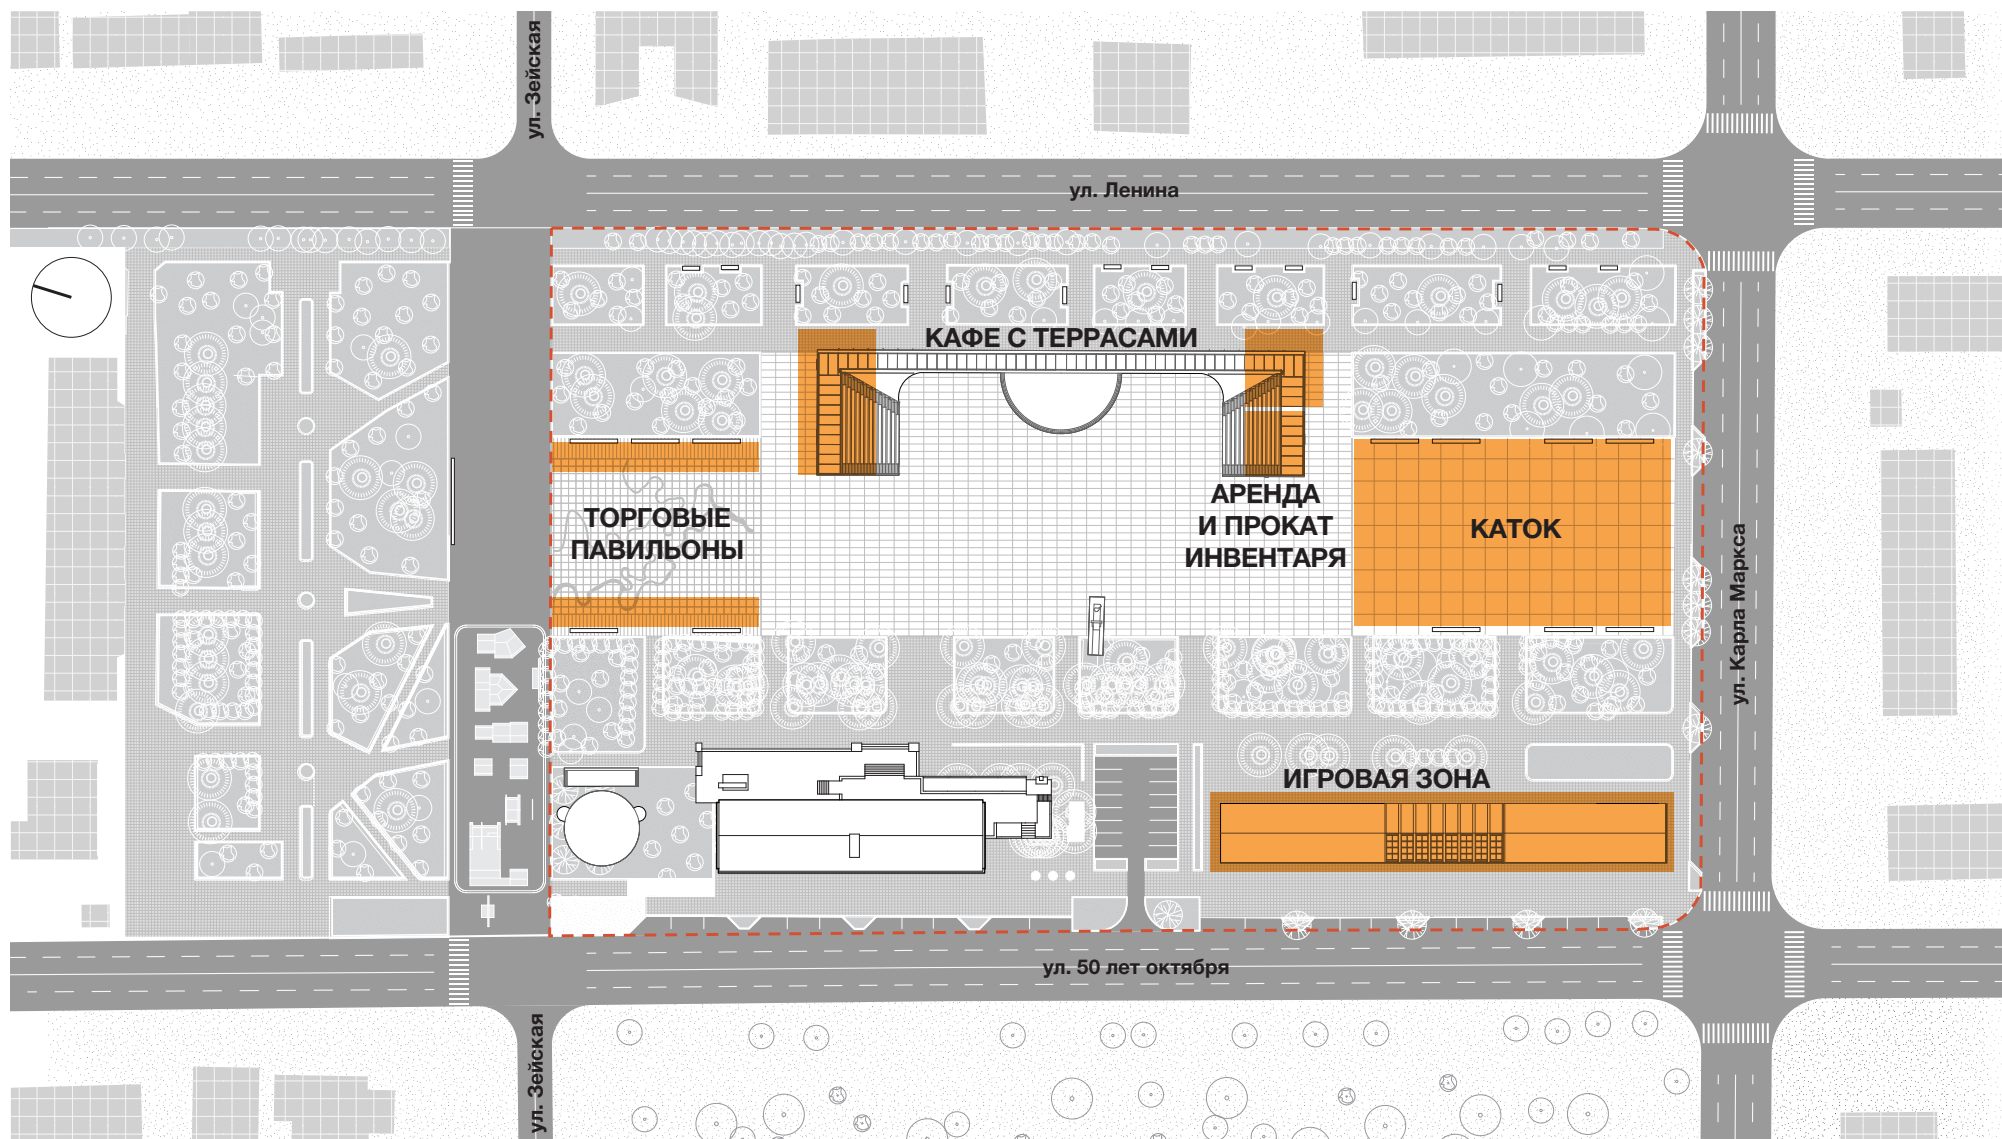 ул. Зейская
ул. Ленина
КАФЕ С ТЕРРАСАМИ
АРЕНДА
И ПРОКАТ
ИНВЕНТАРЯ
ТОРГОВЫЕ
ПАВИЛЬОНЫ
КАТОК
ул. Карла Маркса
ИГРОВАЯ ЗОНА
ул. 50 лет октября
ул. Зейская